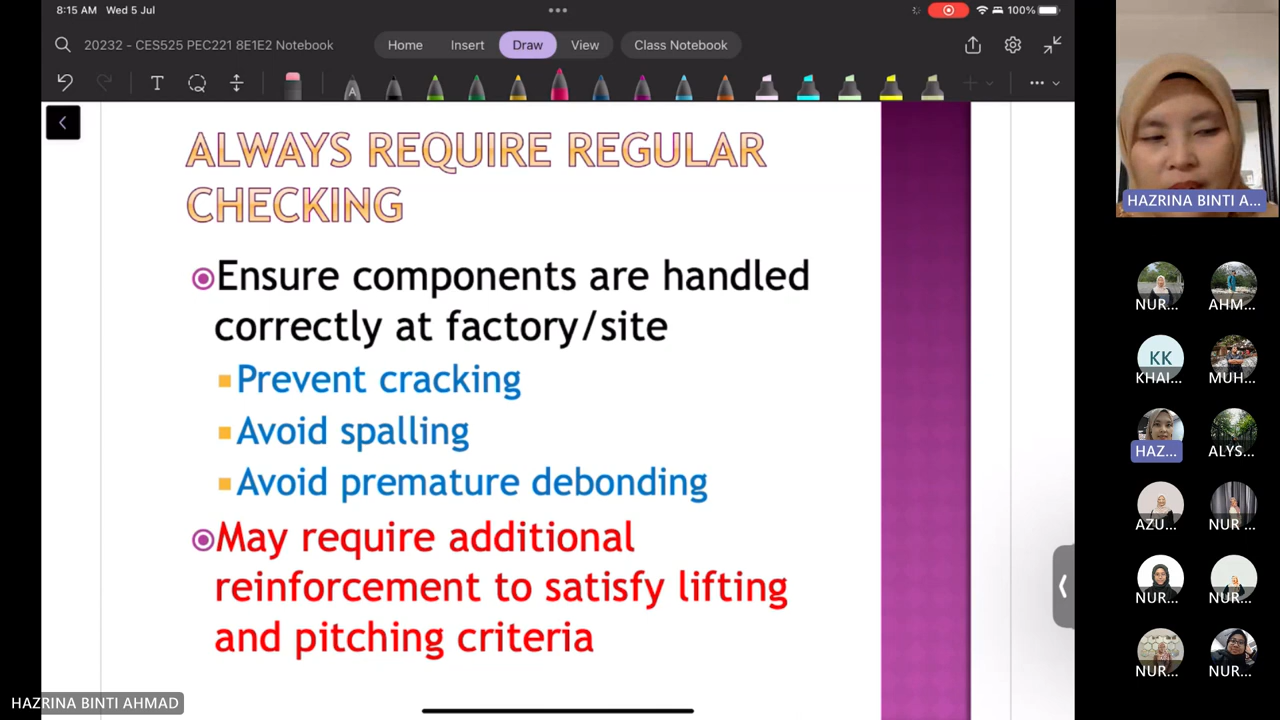 8:15 AM Wed 5 Jul
100%
20232 - CES525 PEC221 8E1E2 Notebook
Home
Insert
Draw
View
Class Notebook
T
A
ALWAYS REQUIRE REGULAR
CHECKING
Ensure components are handled
correctly at factory/site
Prevent cracking
Avoid spalling
Avoid premature debonding
May require additional
reinforcement to satisfy lifting
and pitching criteria
HAZRINA BINTI AHMAD
HAZRINA BINTI A...
NUR...
AHM...
KK
KHAI...
MUH...
HAZ...
ALYS...
AZU...
NUR ...
NUR...
NUR...
NUR...
NUR...